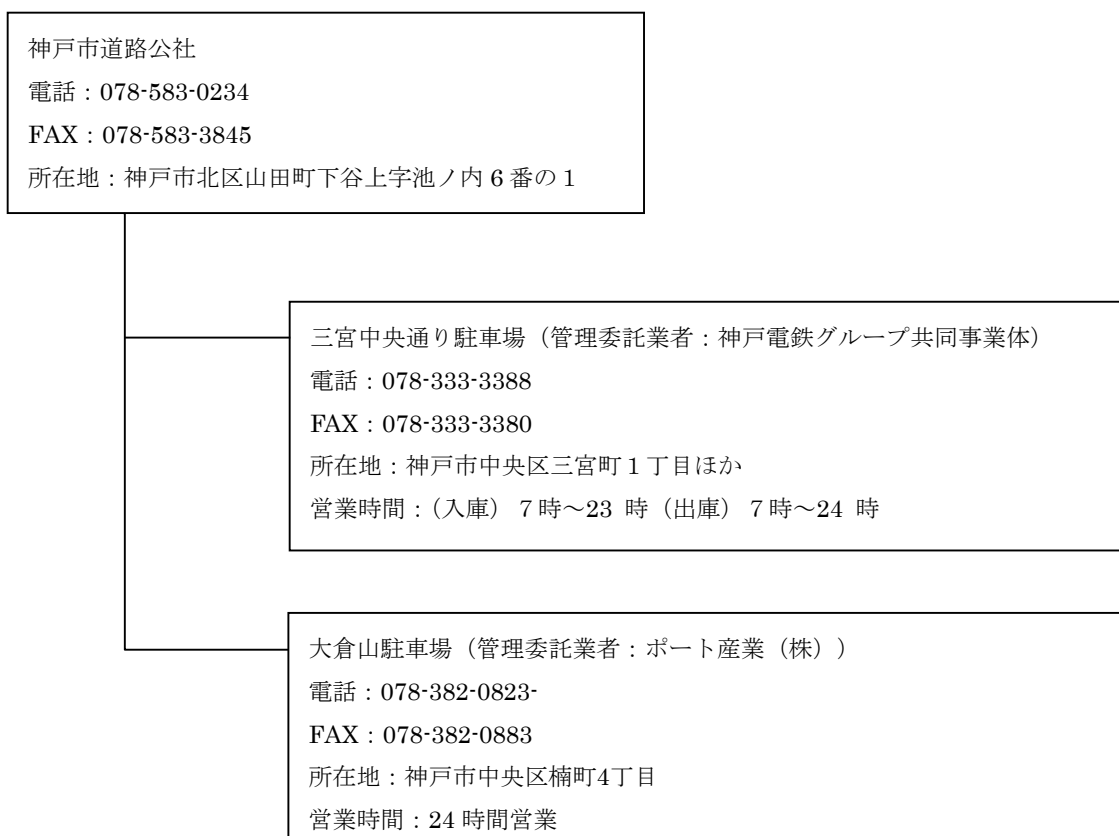 神戸市道路公社
電話：078-583-0234
FAX：078-583-3845
所在地：神戸市北区山田町下谷上字池ノ内 6 番の 1
三宮中央通り駐車場（管理委託業者：神戸電鉄グループ共同事業体）
電話：078-333-3388
FAX：078-333-3380
所在地：神戸市中央区三宮町１丁目ほか
営業時間：（入庫）７時～23 時（出庫）７時～24 時
大倉山駐車場（管理委託業者：ポート産業（株））
電話：078-382-0823-
FAX：078-382-0883
所在地：神戸市中央区楠町4丁目
営業時間：24 時間営業